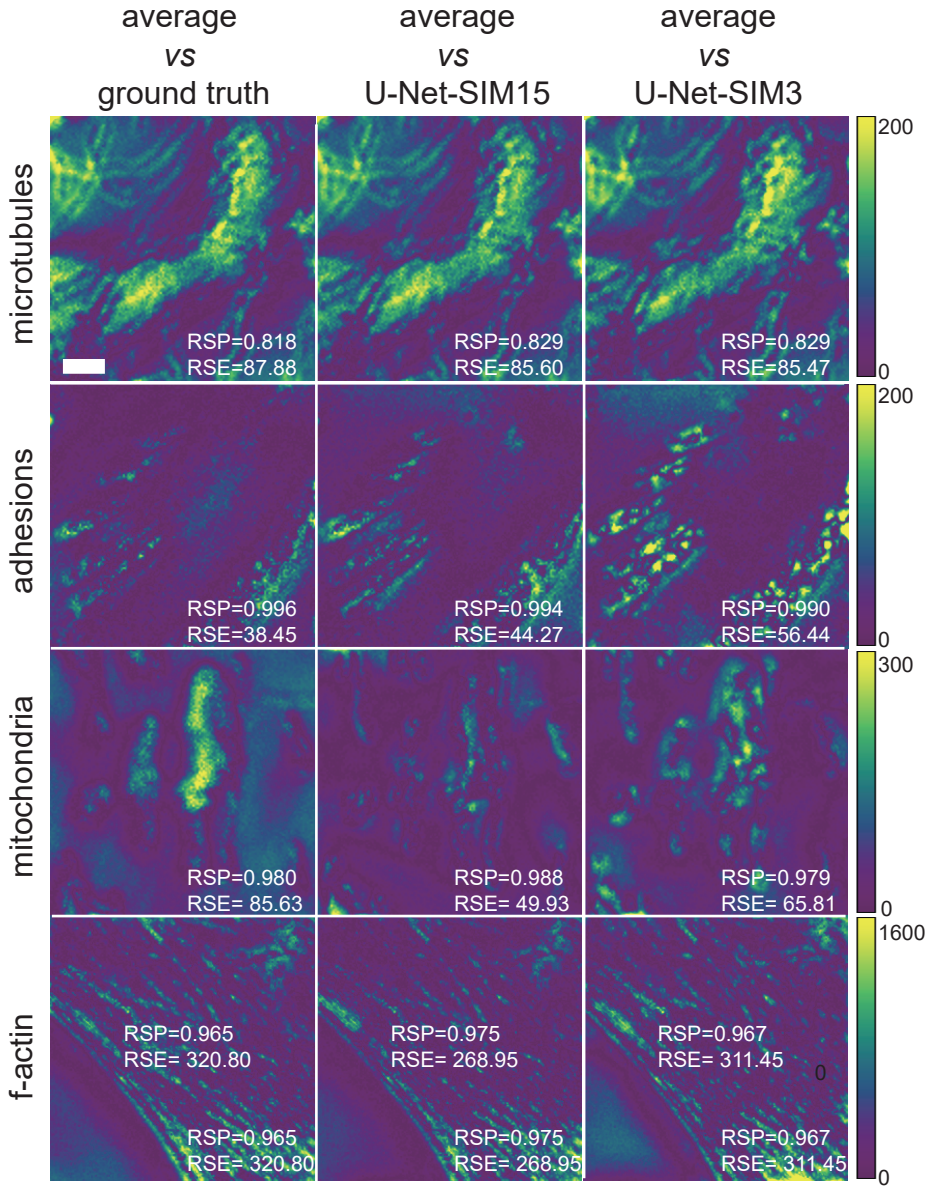 average
vs
ground truth
average
vs
U-Net-SIM15
average
vs
U-Net-SIM3
microtubules
RSP=0.818
RSE=87.88
RSP=0.829
RSE=85.60
RSP=0.829
RSE=85.47
200
0
adhesions
RSP=0.996
RSE=38.45
RSP=0.994
RSE=44.27
RSP=0.990
RSE=56.44
200
0
mitochondria
RSP=0.980
RSE= 85.63
RSP=0.988
RSE= 49.93
RSP=0.979
RSE= 65.81
300
0
f-actin
RSP=0.965
RSE= 320.80
RSP=0.975
RSE= 268.95
RSP=0.967
RSE= 311.45
0
RSP=0.965
RSE= 320.80
RSP=0.975
RSE= 268.95
RSP=0.967
RSE= 311.45
1600
0